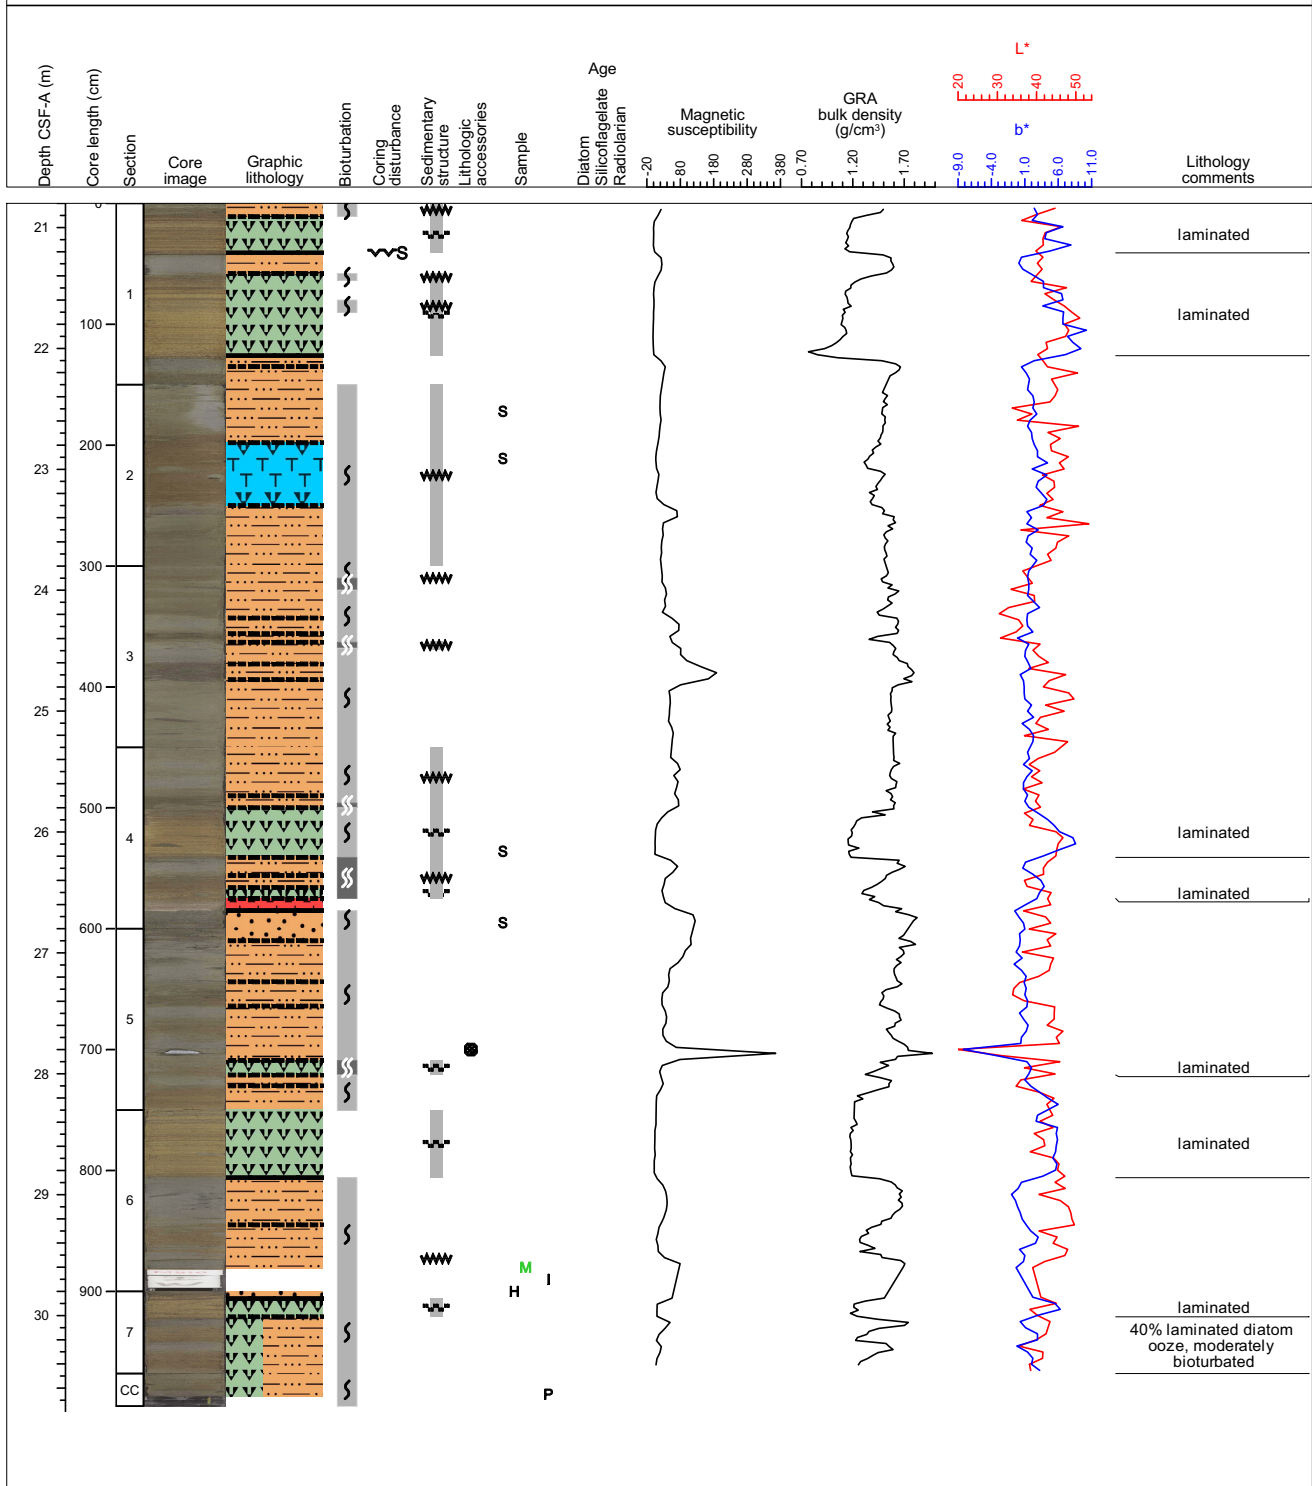 Depth CSF-A (m)
Core length (cm)
Section
Core
image
Graphic
lithology
Bioturbation
Coring
disturbance
Sedimentary
structure
Lithologic
accessories
Sample
Age
Diatom
Silicoflagelate
Radiolarian
Magnetic
susceptibility
-20 80 180 280 380
GRA
bulk density
(g/cm³)
0.70 1.20 1.70
L*
20 30 40 50
b*
-9.0 -4.0 1.0 6.0 11.0
Lithology
comments
0
21
laminated
S
1
laminated
100
22
S
200
S
23
2
300
24
3
400
25
500
26
laminated
4
S
laminated
S
600
27
5
700
28
laminated
laminated
800
29
6
M
I
H
900
laminated
30
7
40% laminated diatom
ooze, moderately
bioturbated
CC
P